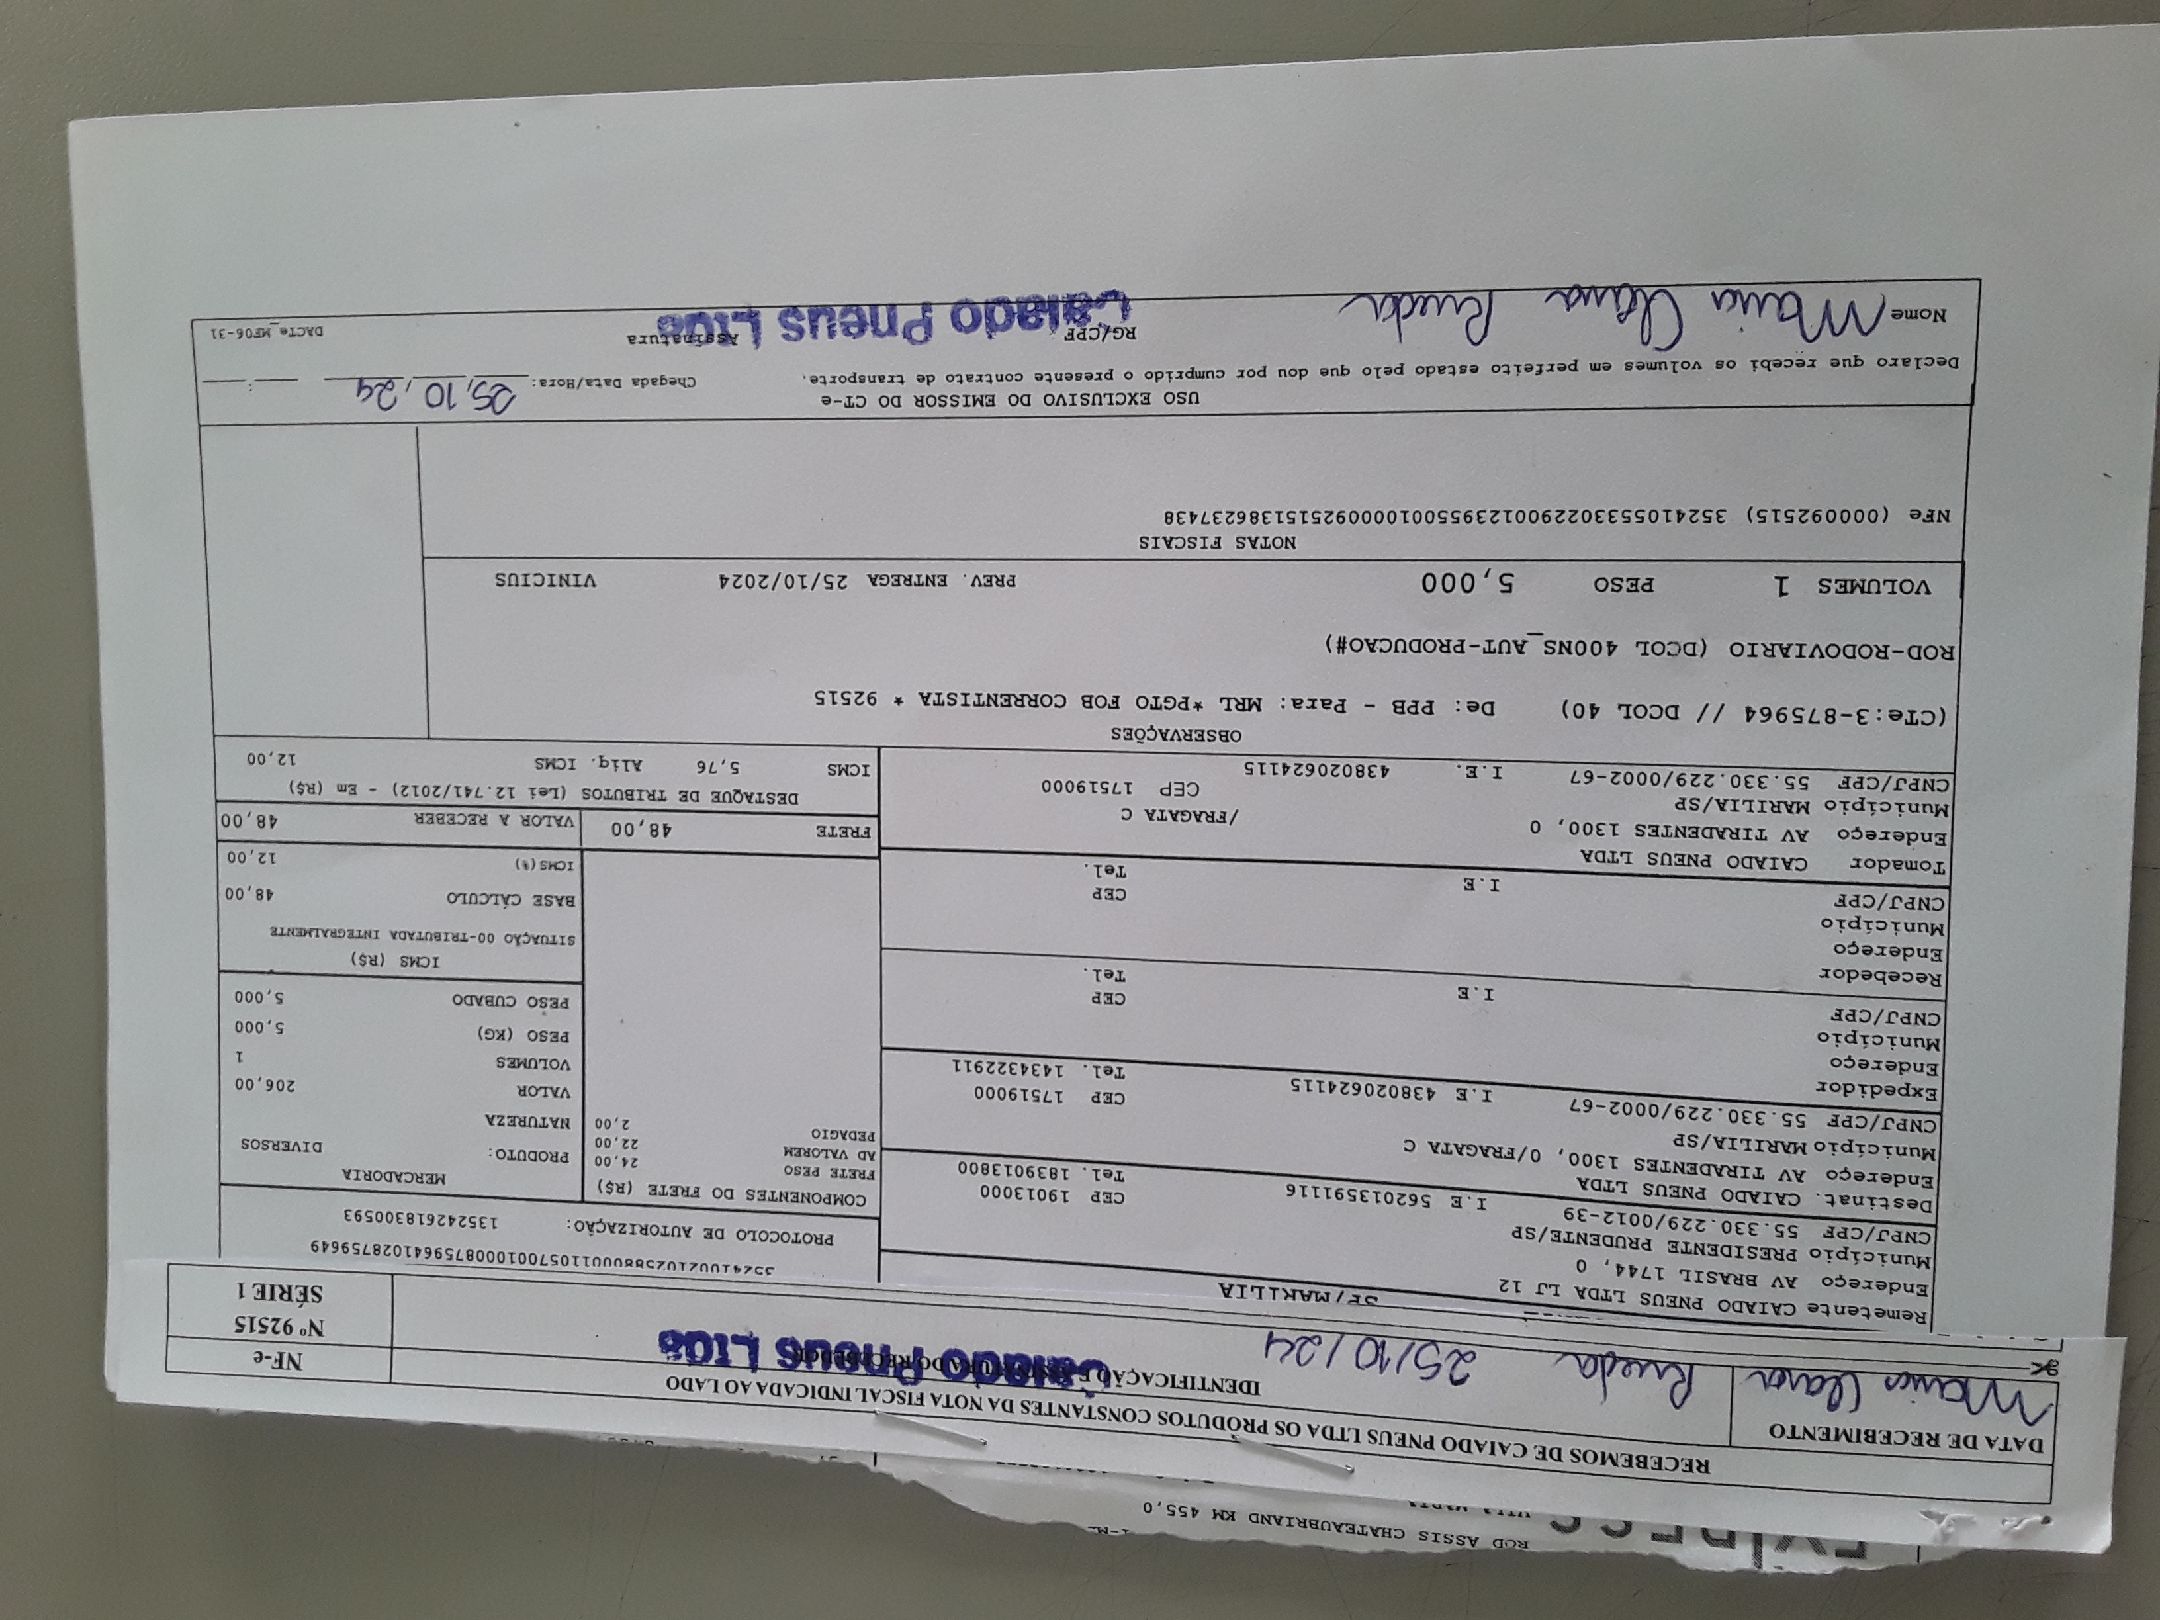 ROD ASSIS CHATEAUBRIAND KM 455,0
RECEBEMOS DE CAIADO PNEUS LTDA OS PRODUTOS CONSTANTES DA NOTA FISCAL INDICADA AO LADO
NF-e
Nº 92515
SÉRIE 1
DATA DE RECEBIMENTO
IDENTIFICAÇÃO E ASSINATURA DO RECEBEDOR
Maria Clara Rueda 25/10/24
Caiado Pneus Ltda
SP/MARILIA
Remetente CAIADO PNEUS LTDA LJ 12
Endereço AV BRASIL 1744, 0
Município PRESIDENTE PRUDENTE/SP CEP 19013000
CNPJ/CPF 55.330.229/0012-39 I.E 562013591116 Tel. 1839013800
Destinat. CAIADO PNEUS LTDA
Endereço AV TIRADENTES 1300, 0/FRAGATA C
Município MARILIA/SP CEP 17519000
CNPJ/CPF 55.330.229/0002-67 I.E 438020624115 Tel. 1434322911
Expedidor
Endereço
Município CEP
CNPJ/CPF I.E Tel.
Recebedor
Endereço
Município CEP
CNPJ/CPF I.E Tel.
Tomador CAIADO PNEUS LTDA
Endereço AV TIRADENTES 1300, 0 /FRAGATA C
Município MARILIA/SP CEP 17519000
CNPJ/CPF 55.330.229/0002-67 I.E. 438020624115
PROTOCOLO DE AUTORIZAÇÃO: 135242618300593
COMPONENTES DO FRETE (R$)
FRETE PESO 24,00
AD VALOREM 22,00
PEDAGIO 2,00
MERCADORIA
PRODUTO: DIVERSOS
NATUREZA
VALOR 206,00
VOLUMES 1
PESO (KG) 5,000
PESO CUBADO 5,000
ICMS (R$)
SITUAÇÃO 00-TRIBUTADA INTEGRALMENTE
BASE CÁLCULO 48,00
ICMS(%) 12,00
FRETE 48,00 VALOR A RECEBER 48,00
DESTAQUE DE TRIBUTOS (Lei 12.741/2012) - Em (R$)
ICMS 5,76 Alíq. ICMS 12,00
OBSERVAÇÕES
(CTe:3-875964 // DCOL 40) De: PPB - Para: MRL *PGTO FOB CORRENTISTA * 92515
ROD-RODOVIARIO (DCOL 400NS_AUT-PRODUCAO#)
VOLUMES 1 PESO 5,000 PREV. ENTREGA 25/10/2024 VINICIUS
NOTAS FISCAIS
NFe (000092515) 35241055330229001239550010000925151386237438
USO EXCLUSIVO DO EMISSOR DO CT-e
Declaro que recebi os volumes em perfeito estado pelo que dou por cumprido o presente contrato de transporte.
Chegada Data/Hora: 25/10/24 :
Nome Maria Clara Rueda RG/CPF Assinatura
Caiado Pneus Ltda
DACTe_MF06-31